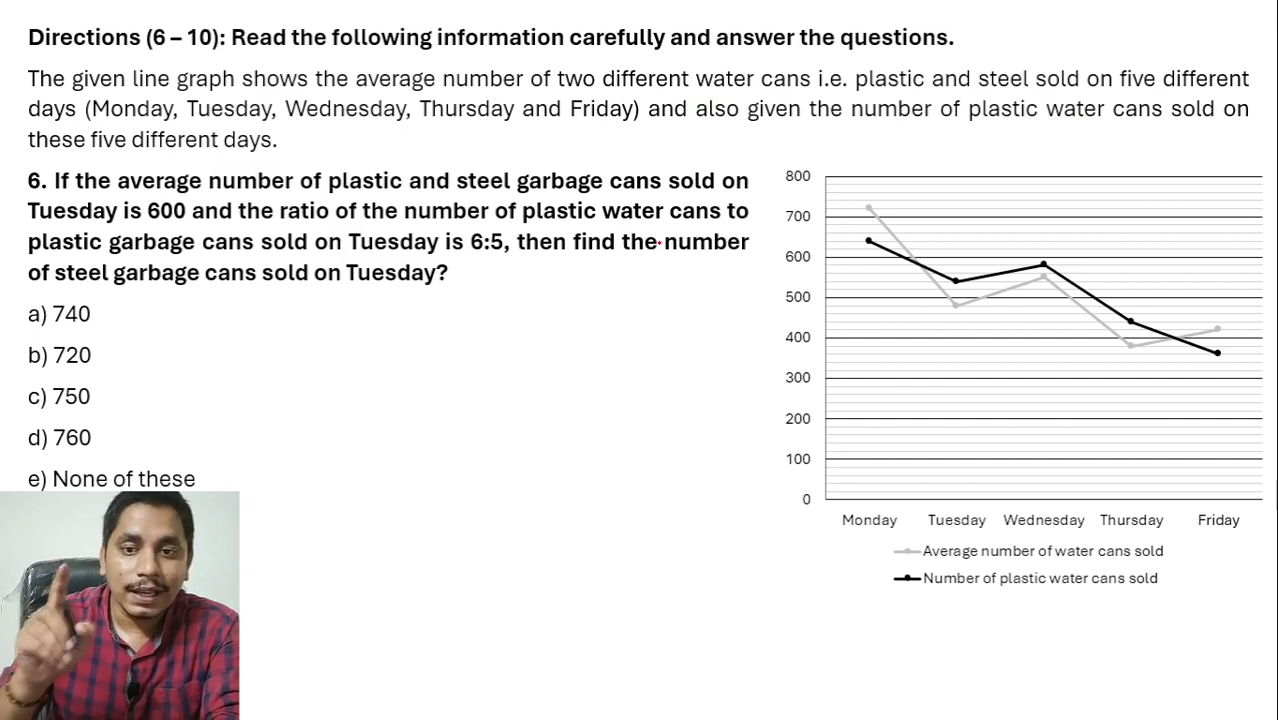 Directions (6 – 10): Read the following information carefully and answer the questions.
The given line graph shows the average number of two different water cans i.e. plastic and steel sold on five different
days (Monday, Tuesday, Wednesday, Thursday and Friday) and also given the number of plastic water cans sold on
these five different days.
6. If the average number of plastic and steel garbage cans sold on
Tuesday is 600 and the ratio of the number of plastic water cans to
plastic garbage cans sold on Tuesday is 6:5, then find the number
of steel garbage cans sold on Tuesday?
a) 740
b) 720
c) 750
d) 760
e) None of these
800
700
600
500
400
300
200
100
0
Monday Tuesday Wednesday Thursday Friday
Average number of water cans sold
Number of plastic water cans sold